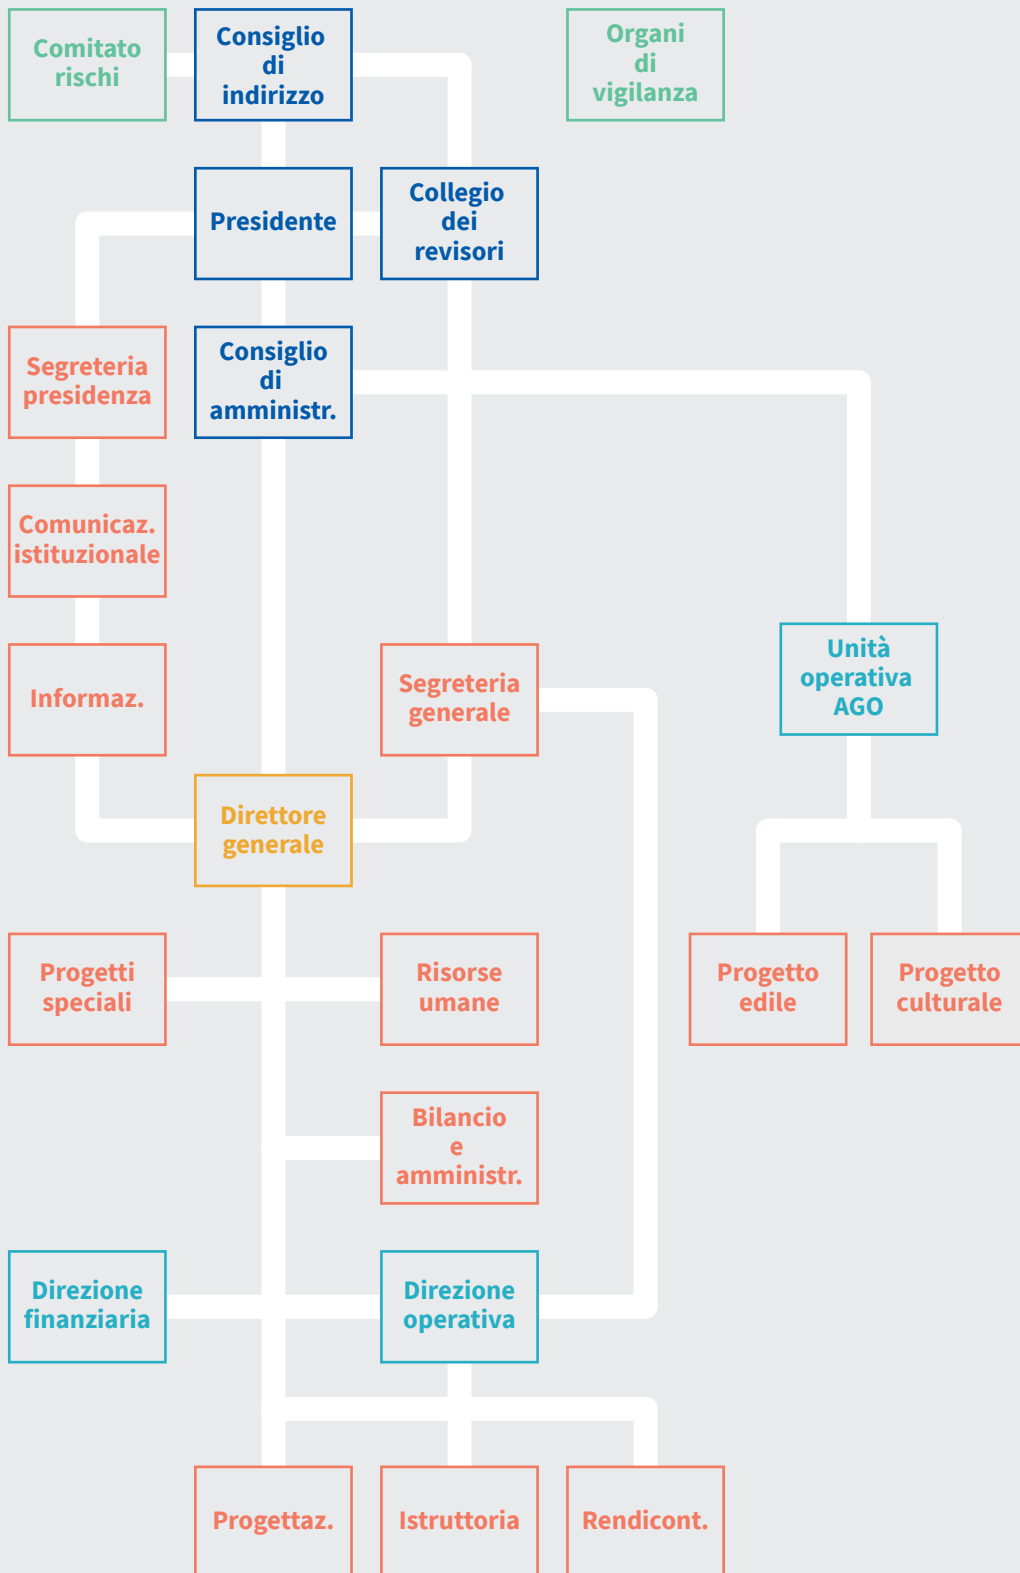 Comitato
rischi
Consiglio
di
indirizzo
Organi
di
vigilanza
Presidente
Collegio
dei
revisori
Segreteria
presidenza
Consiglio
di
amministr.
Comunicaz.
istituzionale
Informaz.
Segreteria
generale
Unità
operativa
AGO
Direttore
generale
Progetti
speciali
Risorse
umane
Progetto
edile
Progetto
culturale
Bilancio
e
amministr.
Direzione
finanziaria
Direzione
operativa
Progettaz.
Istruttoria
Rendicont.